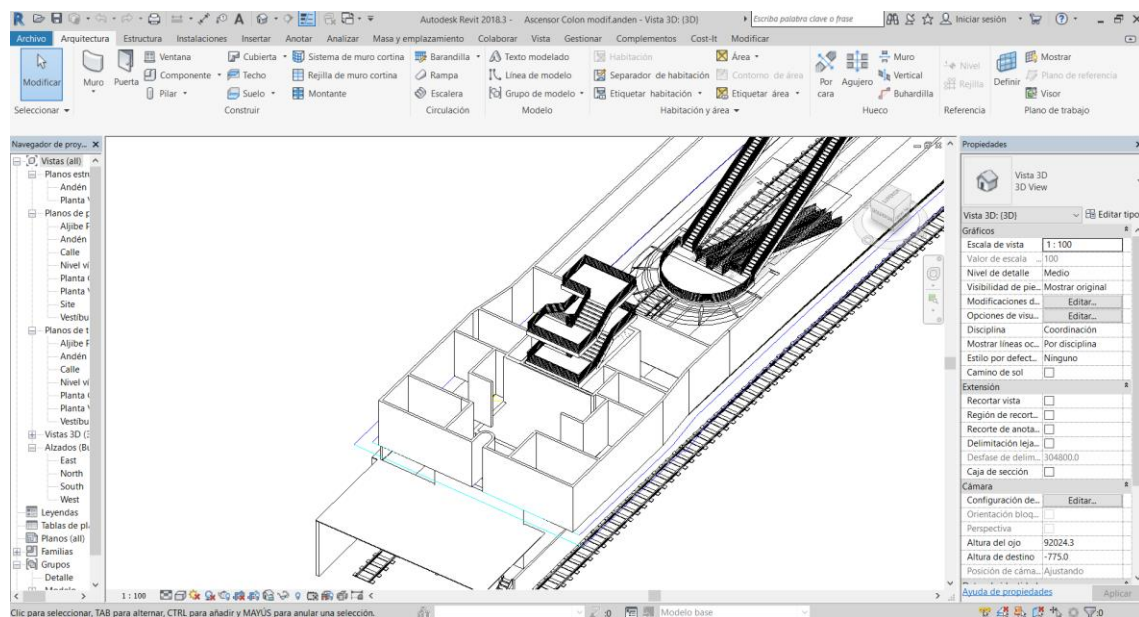 Autodesk Revit 2018.3 - Ascensor Colon modif.anden - Vista 3D: {3D}
Escriba palabra clave o frase
Iniciar sesión
Archivo Arquitectura Estructura Instalaciones Insertar Anotar Analizar Masa y emplazamiento Colaborar Vista Gestionar Complementos Cost-It Modificar
Modificar
Muro
Puerta
Ventana
Componente
Pilar
Cubierta
Techo
Suelo
Sistema de muro cortina
Rejilla de muro cortina
Montante
Barandilla
Rampa
Escalera
Texto modelado
Línea de modelo
Grupo de modelo
Habitación
Separador de habitación
Etiquetar habitación
Área
Contorno de área
Etiquetar área
Por cara
Agujero
Muro
Vertical
Buhardilla
Nivel
Rejilla
Definir
Mostrar
Plano de referencia
Visor
Seleccionar Construir Circulación Modelo Habitación y área Hueco Referencia Plano de trabajo
Navegador de proy...
Vistas (all)
Planos estr
Andén
Planta
Planos de p
Aljibe F
Andén
Calle
Nivel ví
Planta
Planta
Site
Vestíbu
Planos de t
Aljibe F
Andén
Calle
Nivel ví
Planta
Planta
Vestíbu
Vistas 3D
Alzados
East
North
South
West
Leyendas
Tablas de pl
Planos (all)
Familias
Grupos
Detalle
Propiedades
Vista 3D
3D View
Vista 3D: {3D} Editar tipo
Gráficos
Escala de vista 1 : 100
Valor de escala 100
Nivel de detalle Medio
Visibilidad de pie... Mostrar original
Modificaciones d... Editar...
Opciones de visu... Editar...
Disciplina Coordinación
Mostrar líneas oc... Por disciplina
Estilo por defect... Ninguno
Camino de sol
Extensión
Recortar vista
Región de recort...
Recorte de anota...
Delimitación leja...
Desfase de delim... 304800.0
Caja de sección
Cámara
Configuración de... Editar...
Orientación bloq...
Perspectiva
Altura del ojo 92024.3
Altura de destino -775.0
Posición de cáma... Ajustando
Ayuda de propiedades Aplicar
1 : 100
Clic para seleccionar, TAB para alternar, CTRL para añadir y MAYÚS para anular una selección. :0 Modelo base :0